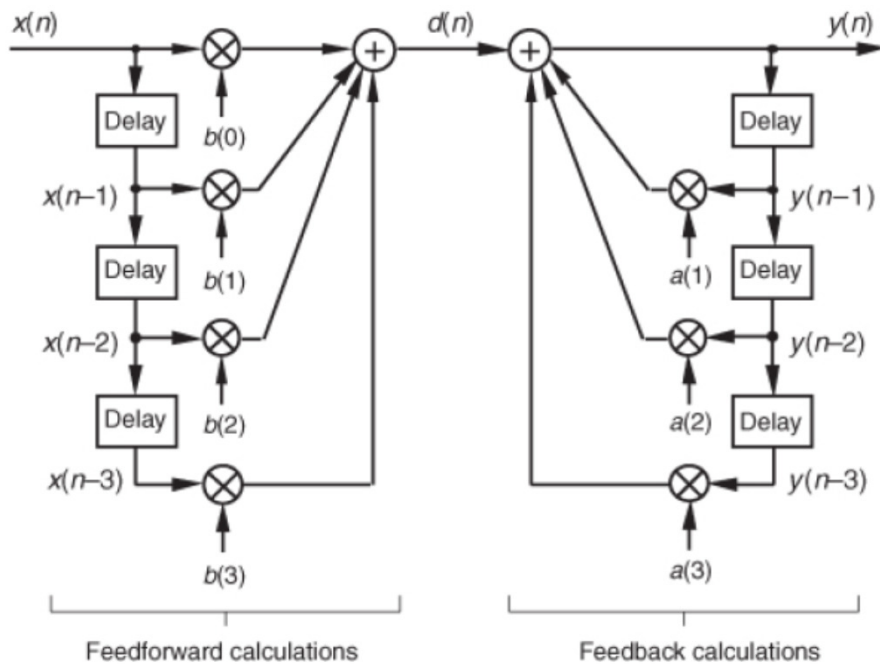 x(n) d(n) y(n)
Delay Delay
b(0)
x(n–1) y(n–1)
Delay b(1) a(1) Delay
x(n–2) y(n–2)
Delay b(2) a(2) Delay
x(n–3) y(n–3)
b(3) a(3)
Feedforward calculations Feedback calculations